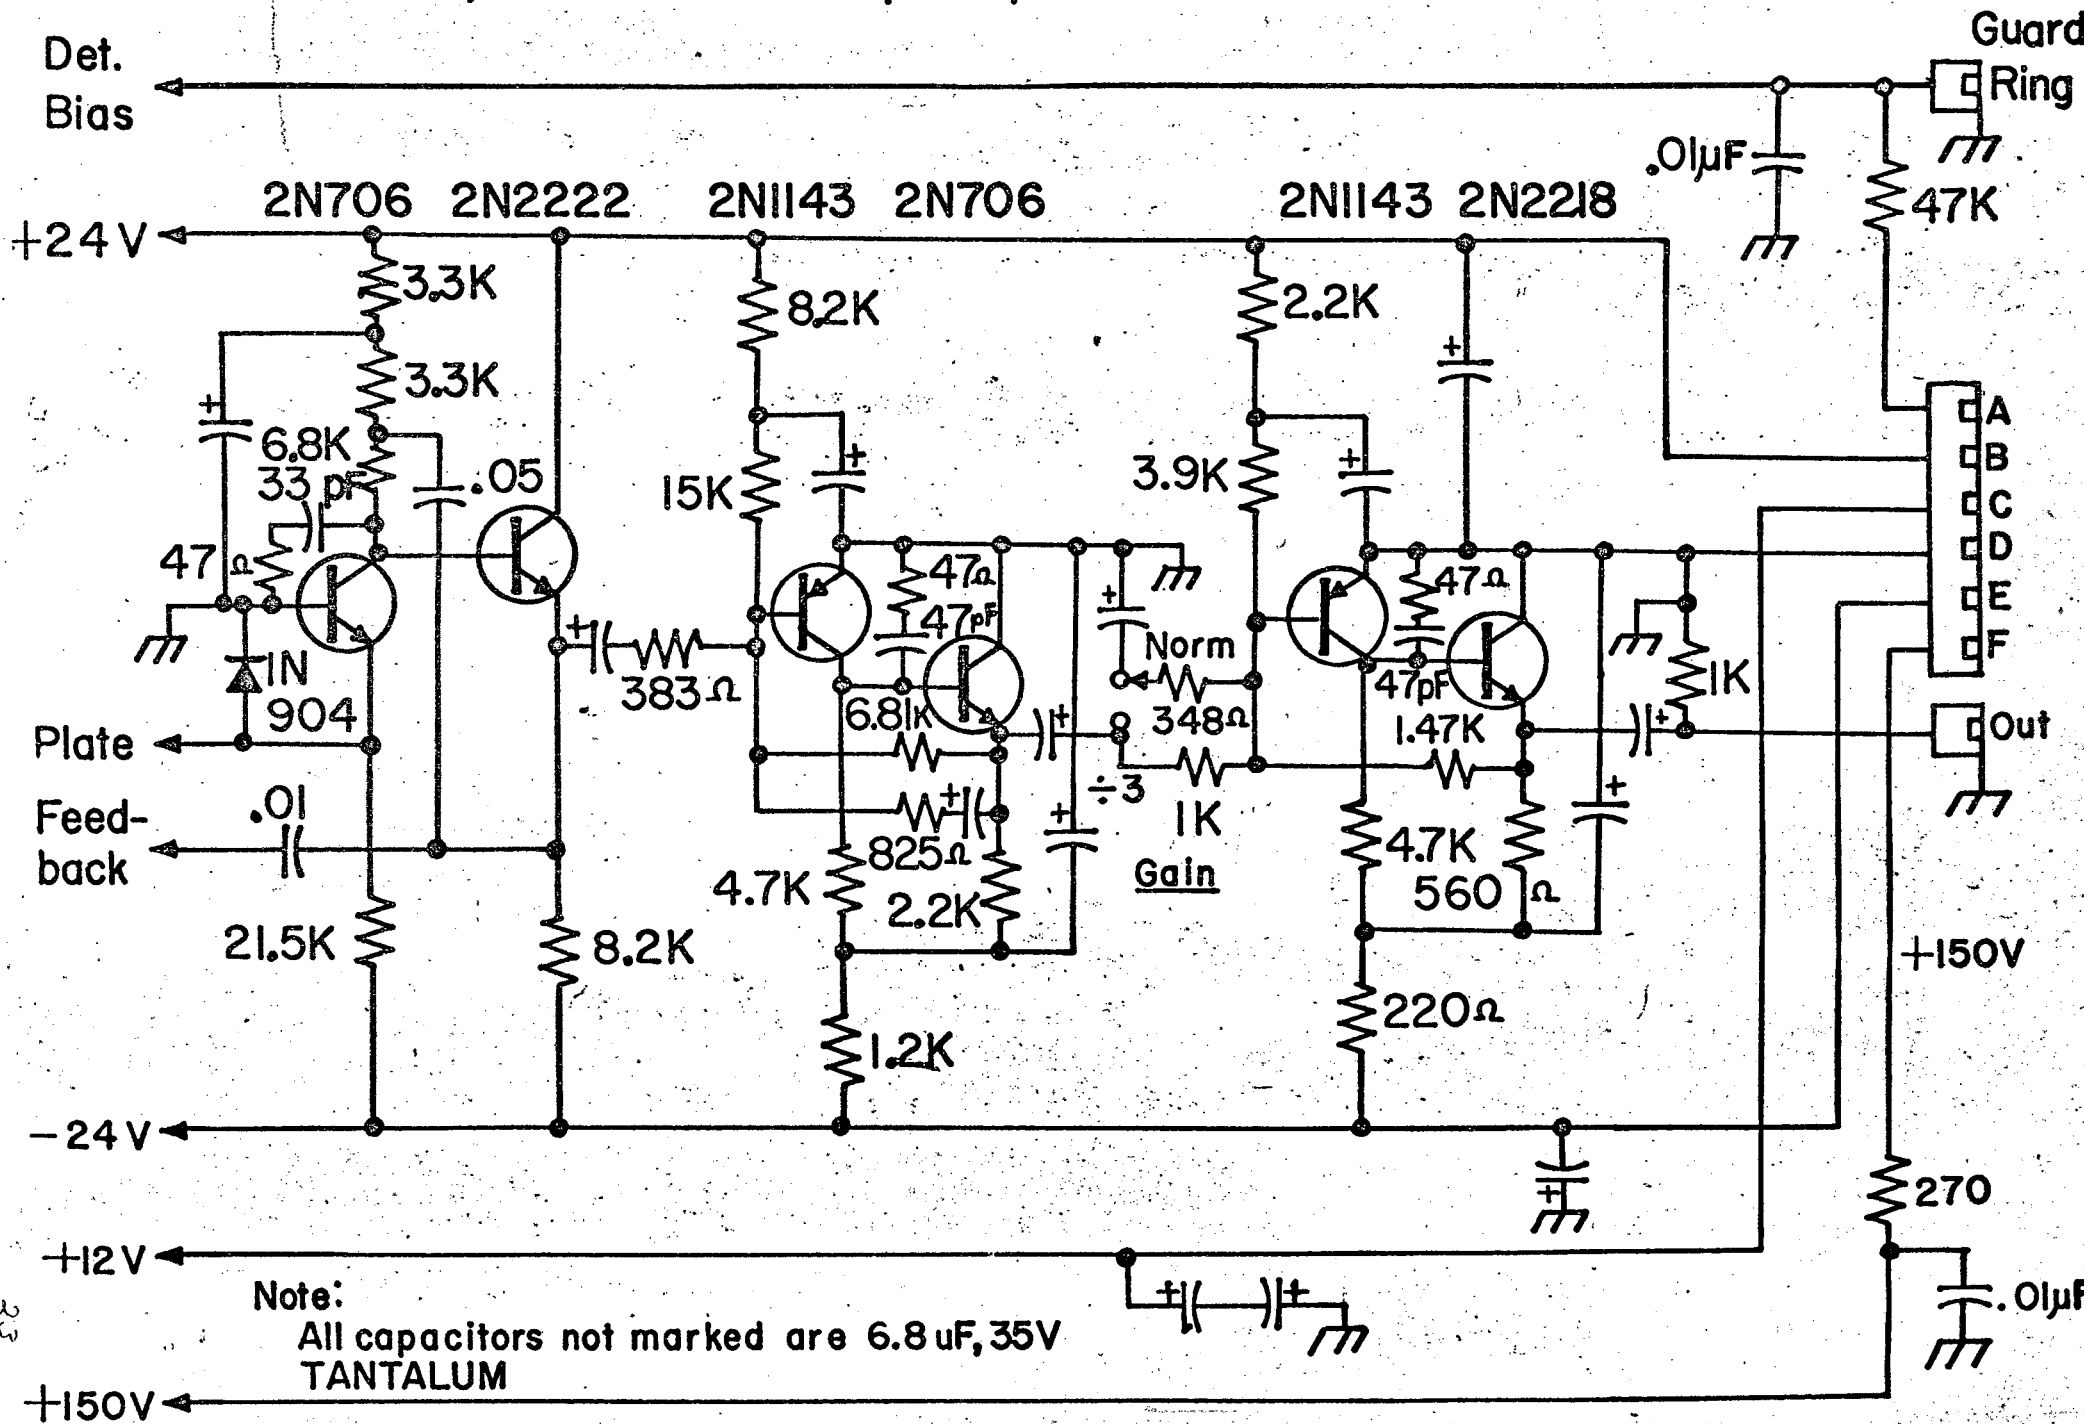 Guard
Ring
Det.
Bias
.01µF
47K
2N706 2N2222 2N1143 2N706 2N1143 2N2218
+24V
3.3K
8.2K
2.2K
3.3K
6.8K
33 pF
.05
15K
3.9K
A
B
C
D
E
F
47 Ω
47Ω
47pF
47Ω
47pF
1N
904
383Ω
Norm
348Ω
1K
6.81K
1.47K
Out
Plate
÷3
1K
Gain
Feed-
back
.01
825Ω
4.7K
2.2K
4.7K
560 Ω
21.5K
8.2K
+150V
220Ω
1.2K
-24V
270
+12V
.01µF
Note:
All capacitors not marked are 6.8 uF, 35V
TANTALUM
+150V